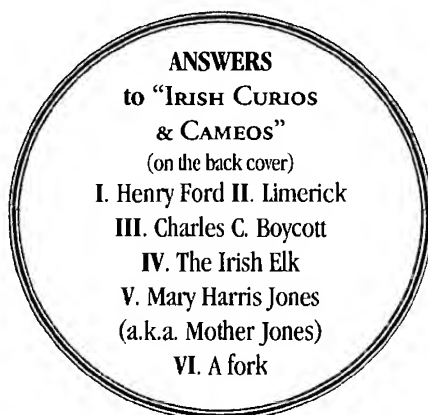 ANSWERS
to “IRISH CURIOS
& CAMEOS”
(on the back cover)
I. Henry Ford II. Limerick
III. Charles C. Boycott
IV. The Irish Elk
V. Mary Harris Jones
(a.k.a. Mother Jones)
VI. A fork